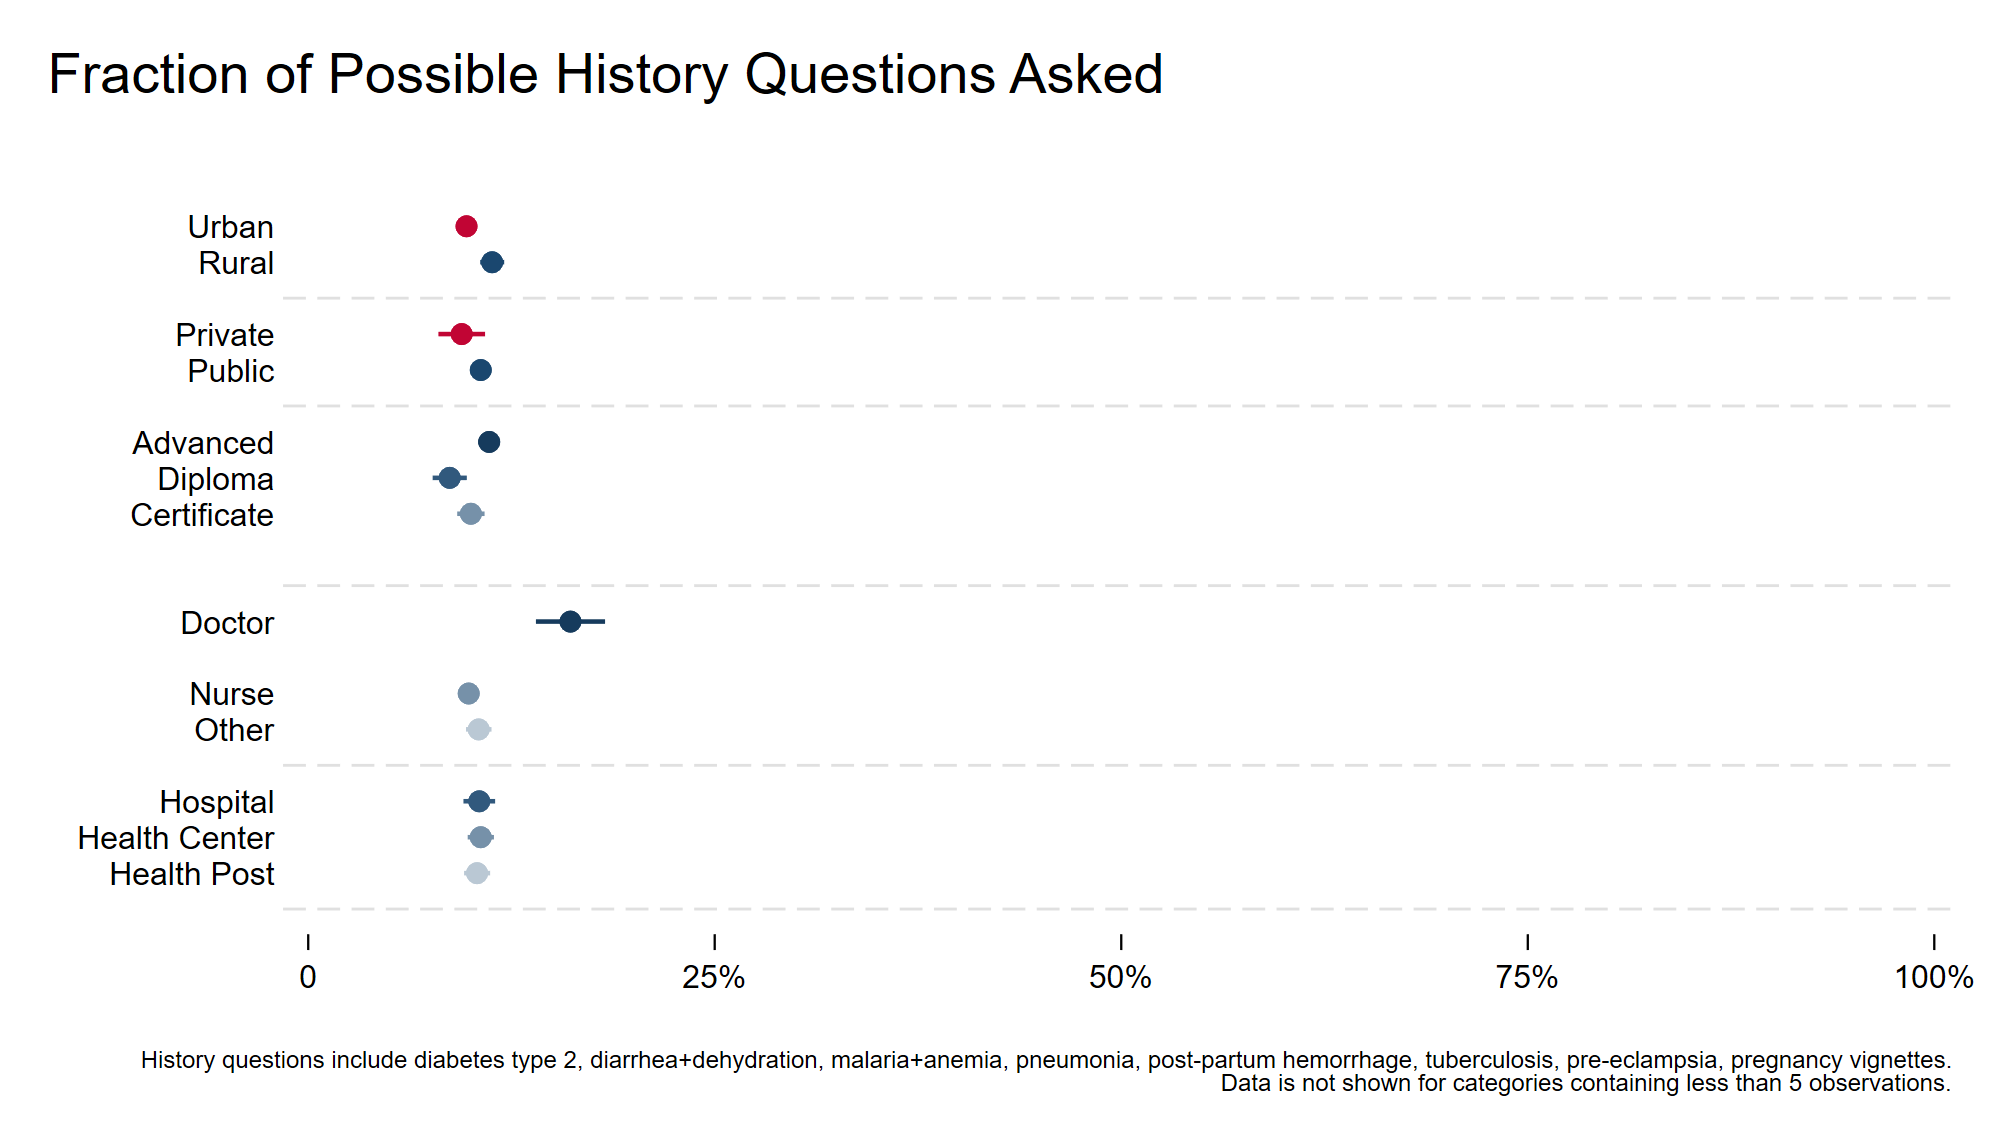 Fraction of Possible History Questions Asked
Urban
Rural
Private
Public
Advanced
Diploma
Certificate
Doctor
Nurse
Other
Hospital
Health Center
Health Post
0 25% 50% 75% 100%
History questions include diabetes type 2, diarrhea+dehydration, malaria+anemia, pneumonia, post-partum hemorrhage, tuberculosis, pre-eclampsia, pregnancy vignettes.
Data is not shown for categories containing less than 5 observations.